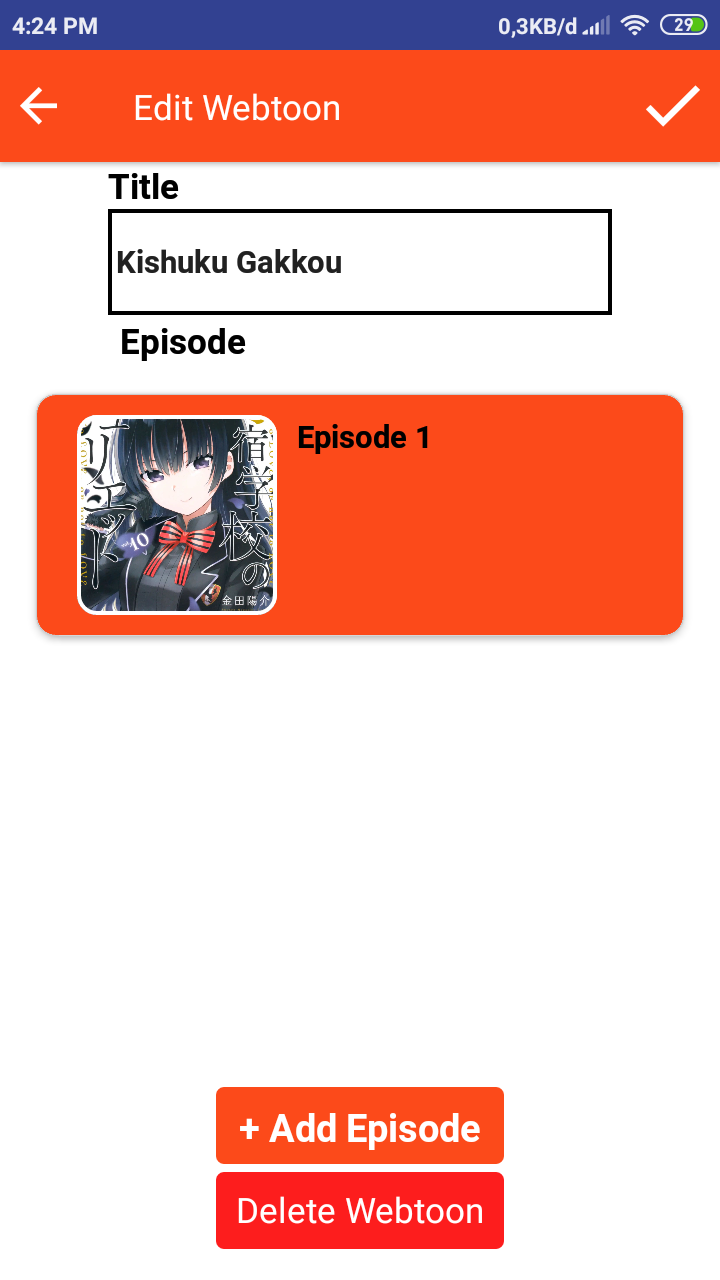 4:24 PM 0,3KB/d 29
Edit Webtoon
Title
Kishuku Gakkou
Episode
Episode 1
宿学校の
リエット
10
金田陽介
+ Add Episode
Delete Webtoon